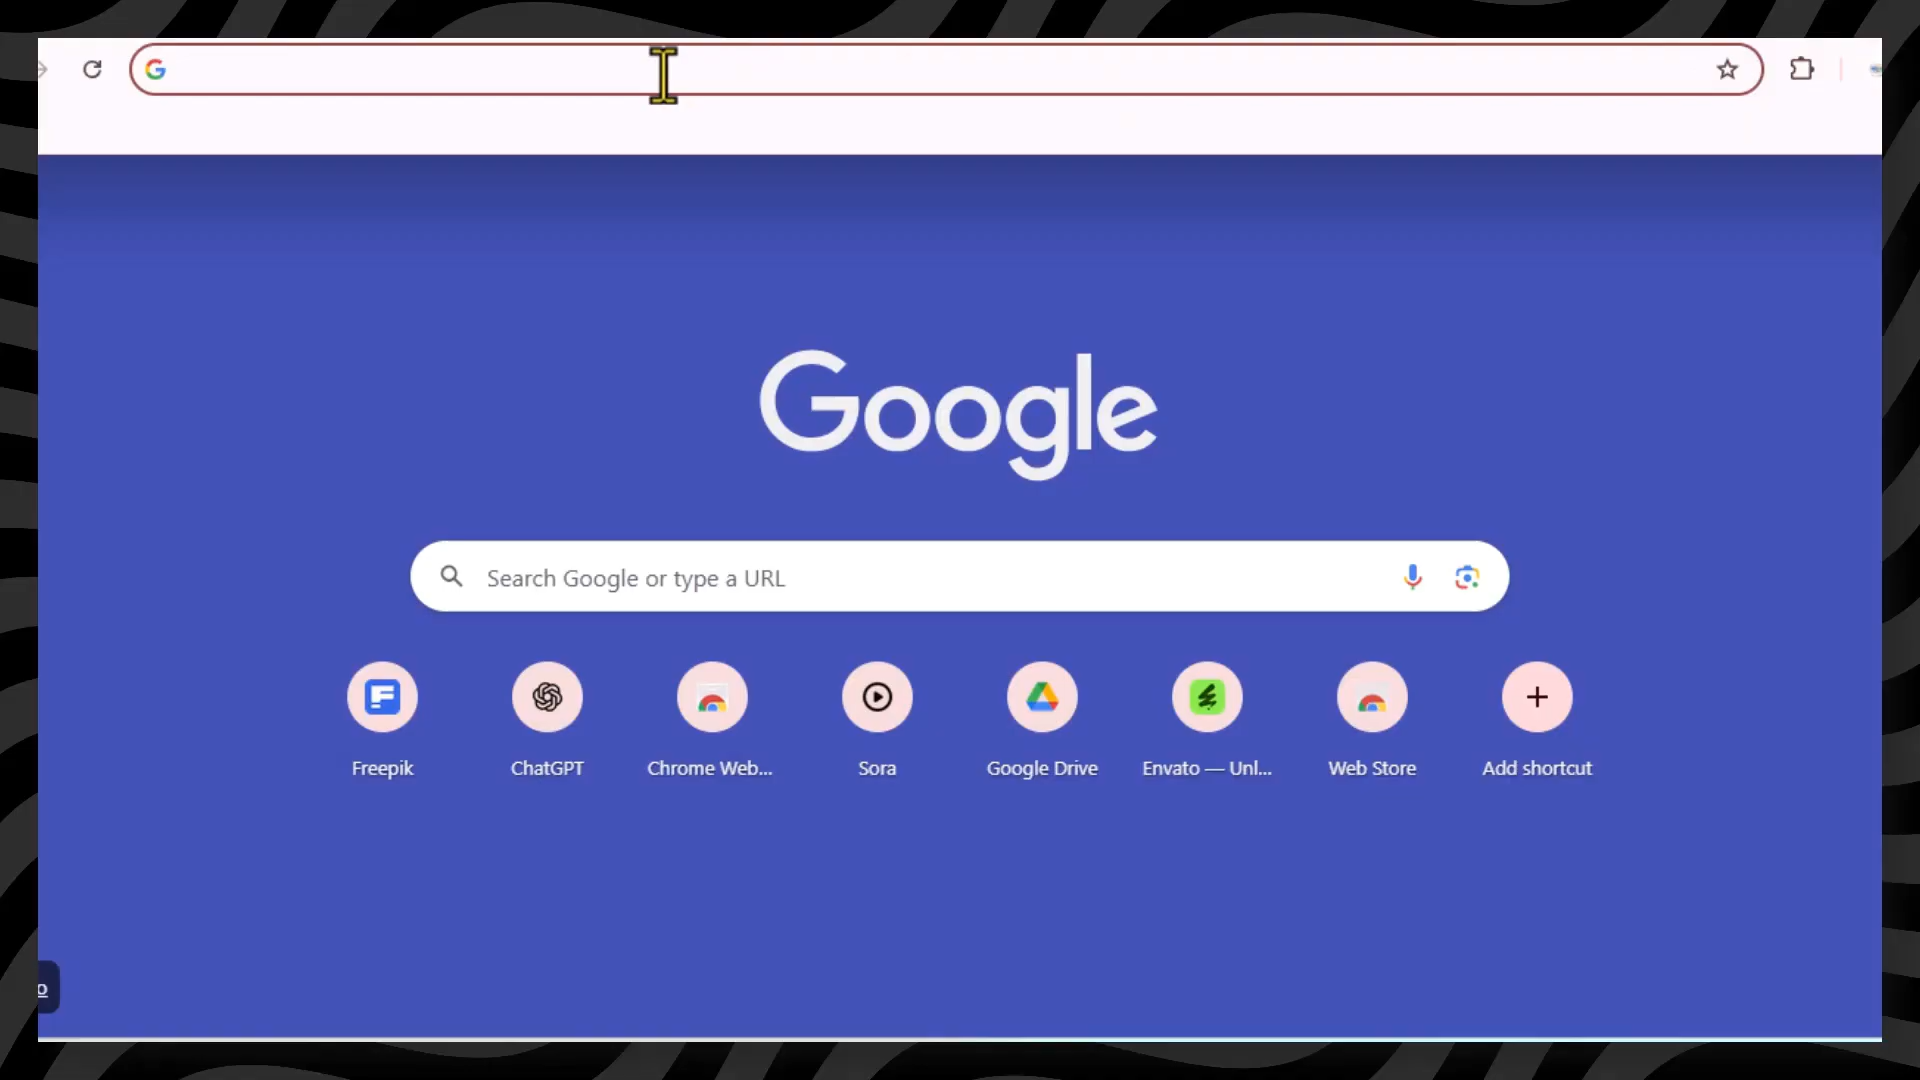 Google
Search Google or type a URL
Freepik
ChatGPT
Chrome Web...
Sora
Google Drive
Envato — Unl...
Web Store
Add shortcut
o